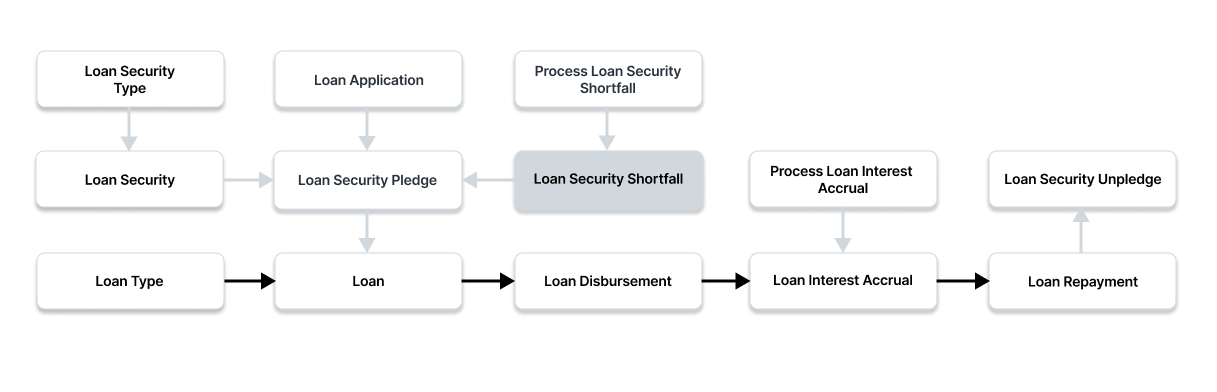 Loan Security
Type
Loan Application
Process Loan Security
Shortfall
Loan Security
Loan Security Pledge
Loan Security Shortfall
Process Loan Interest
Accrual
Loan Security Unpledge
Loan Type
Loan
Loan Disbursement
Loan Interest Accrual
Loan Repayment